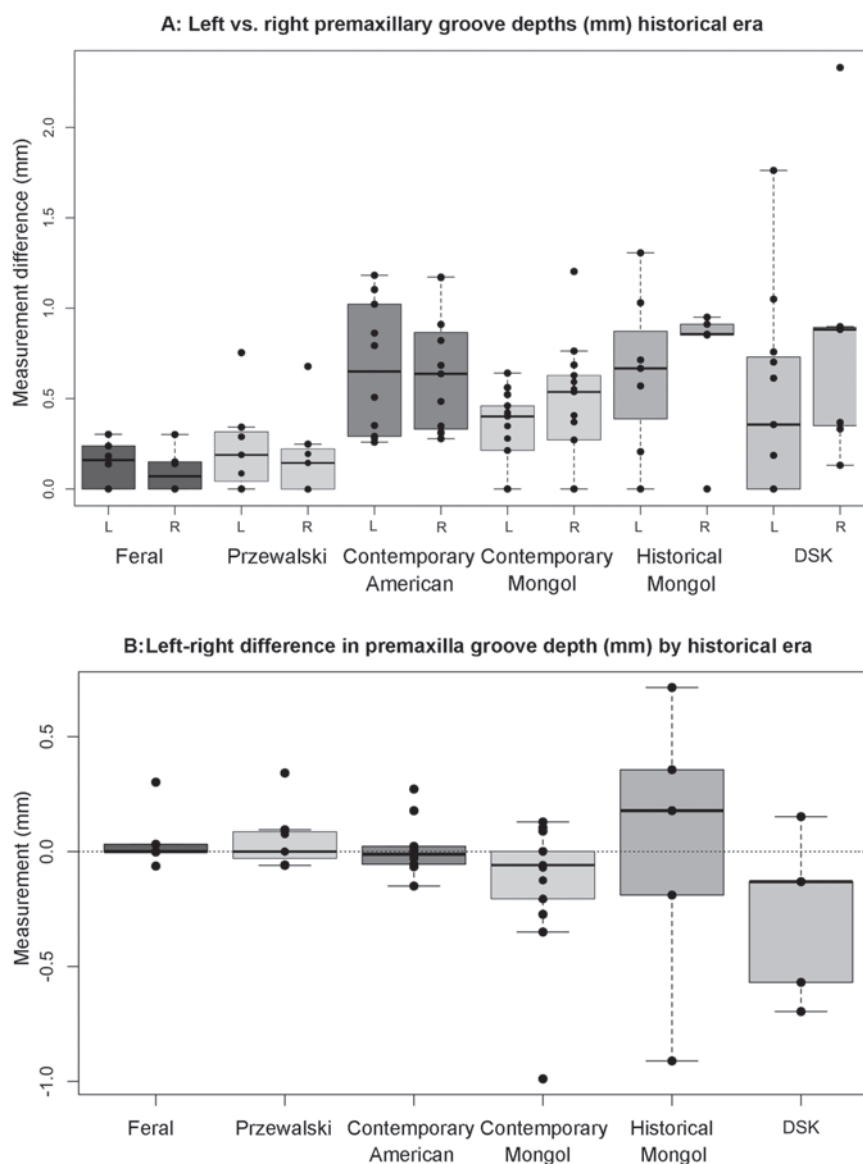 A: Left vs. right premaxillary groove depths (mm) historical era
Measurement difference (mm)
2.0
1.5
1.0
0.5
0.0
L R L R L R L R L R L R
Feral Przewalski Contemporary American Contemporary Mongol Historical Mongol DSK
B:Left-right difference in premaxilla groove depth (mm) by historical era
Measurement (mm)
0.5
0.0
-0.5
-1.0
Feral Przewalski Contemporary American Contemporary Mongol Historical Mongol DSK